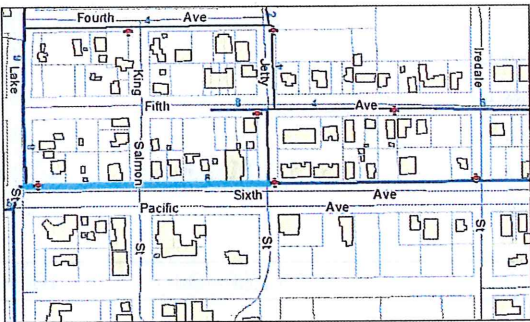 Fourth Ave
Lake
King
Jetty
Iredale
Fifth Ave
Salmon
Sixth Ave
St
Pacific Ave
St
St
St